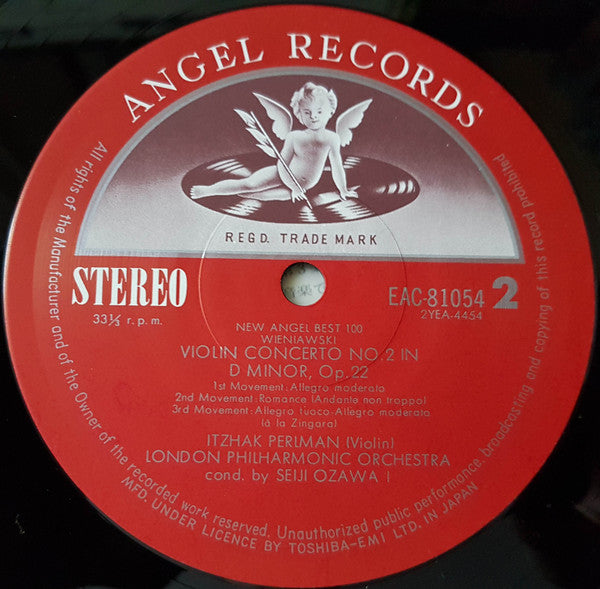 ANGEL RECORDS
REGD. TRADE MARK
STEREO
33⅓ r.p.m.
EAC-81054 2
2YEA-4454
NEW ANGEL BEST 100
WIENIAWSKI
VIOLIN CONCERTO NO.2 IN
D MINOR, Op.22
1st Movement:Allegro moderato
2nd Movement:Romance (Andante non troppo)
3rd Movement:Allegro fuoco-Allegro moderato
(à la Zingara)
ITZHAK PERLMAN (Violin)
LONDON PHILHARMONIC ORCHESTRA
cond. by SEIJI OZAWA
All rights of the Manufacturer and of the Owner of the recorded work reserved. Unauthorized public performance, broadcasting and copying of this record prohibited
MFD. UNDER LICENCE BY TOSHIBA-EMI LTD. IN JAPAN